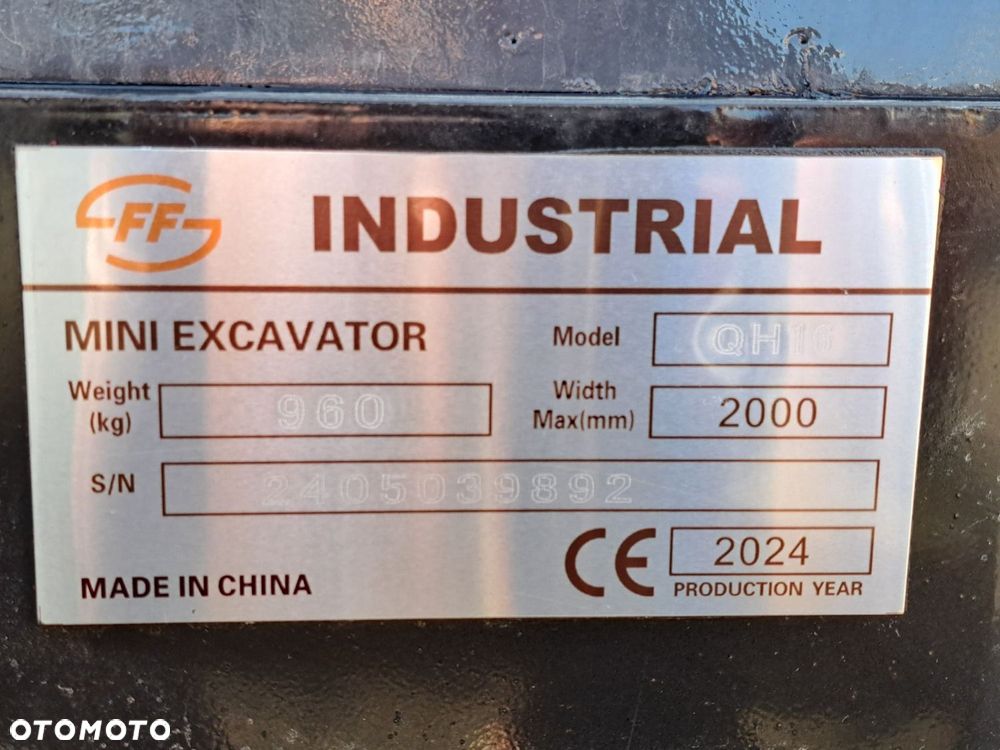 FF INDUSTRIAL
MINI EXCAVATOR
Model QH16
Weight (kg) 960
Width Max(mm) 2000
S/N 2405039892
MADE IN CHINA
CE 2024
PRODUCTION YEAR
OTOMOTO